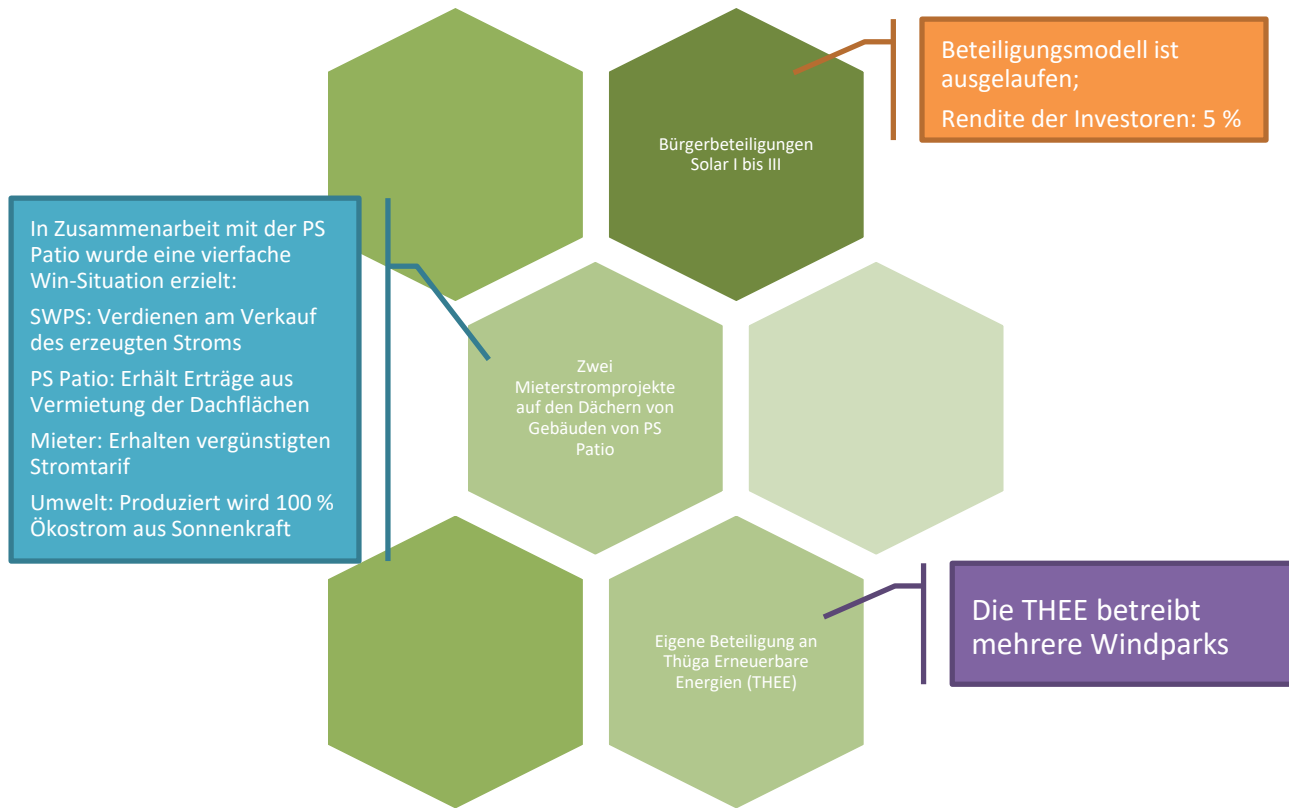 Bürgerbeteiligungen
Solar I bis III
Beteiligungsmodell ist
ausgelaufen;
Rendite der Investoren: 5 %
In Zusammenarbeit mit der PS
Patio wurde eine vierfache
Win-Situation erzielt:
SWPS: Verdienen am Verkauf
des erzeugten Stroms
PS Patio: Erhält Erträge aus
Vermietung der Dachflächen
Mieter: Erhalten vergünstigten
Stromtarif
Umwelt: Produziert wird 100 %
Ökostrom aus Sonnenkraft
Zwei
Mieterstromprojekte
auf den Dächern von
Gebäuden von PS
Patio
Eigene Beteiligung an
Thüga Erneuerbare
Energien (THEE)
Die THEE betreibt
mehrere Windparks